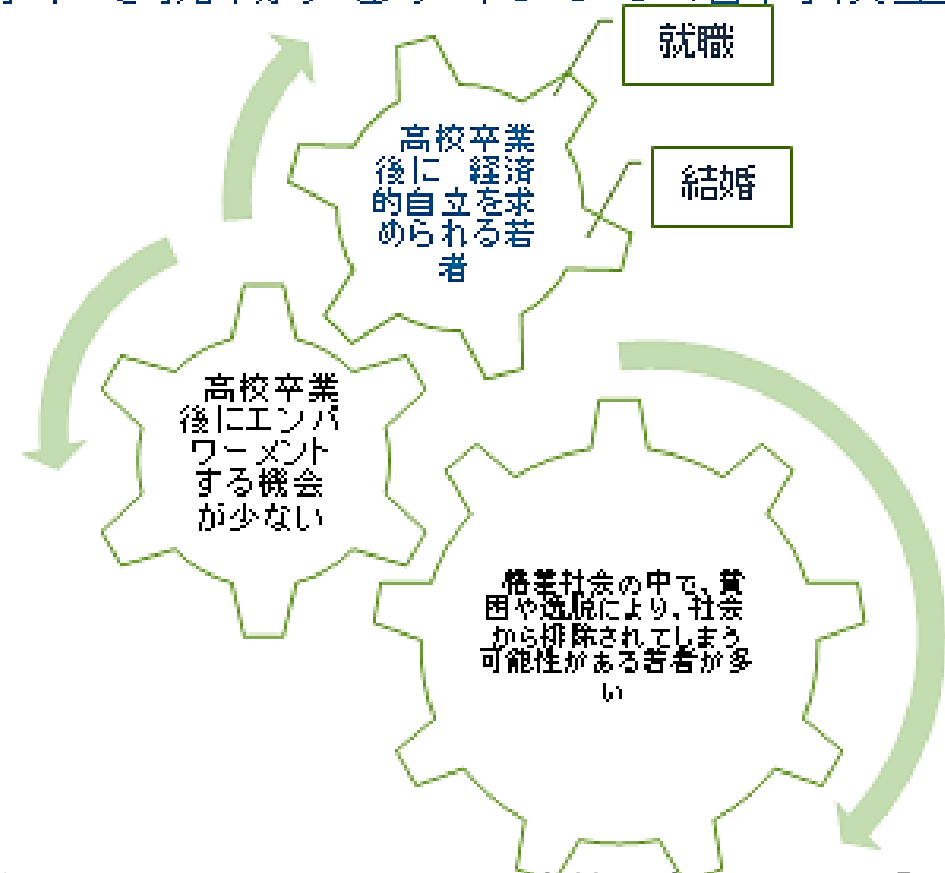 就職
高校卒業
後に 経済
的自立を求
められる若
者
結婚
高校卒業
後にエンパ
ワーメント
する機会
が少ない
格差社会の中で、貧
困や逸脱により、社会
から排除されてしまう
可能性がある若者が多
い